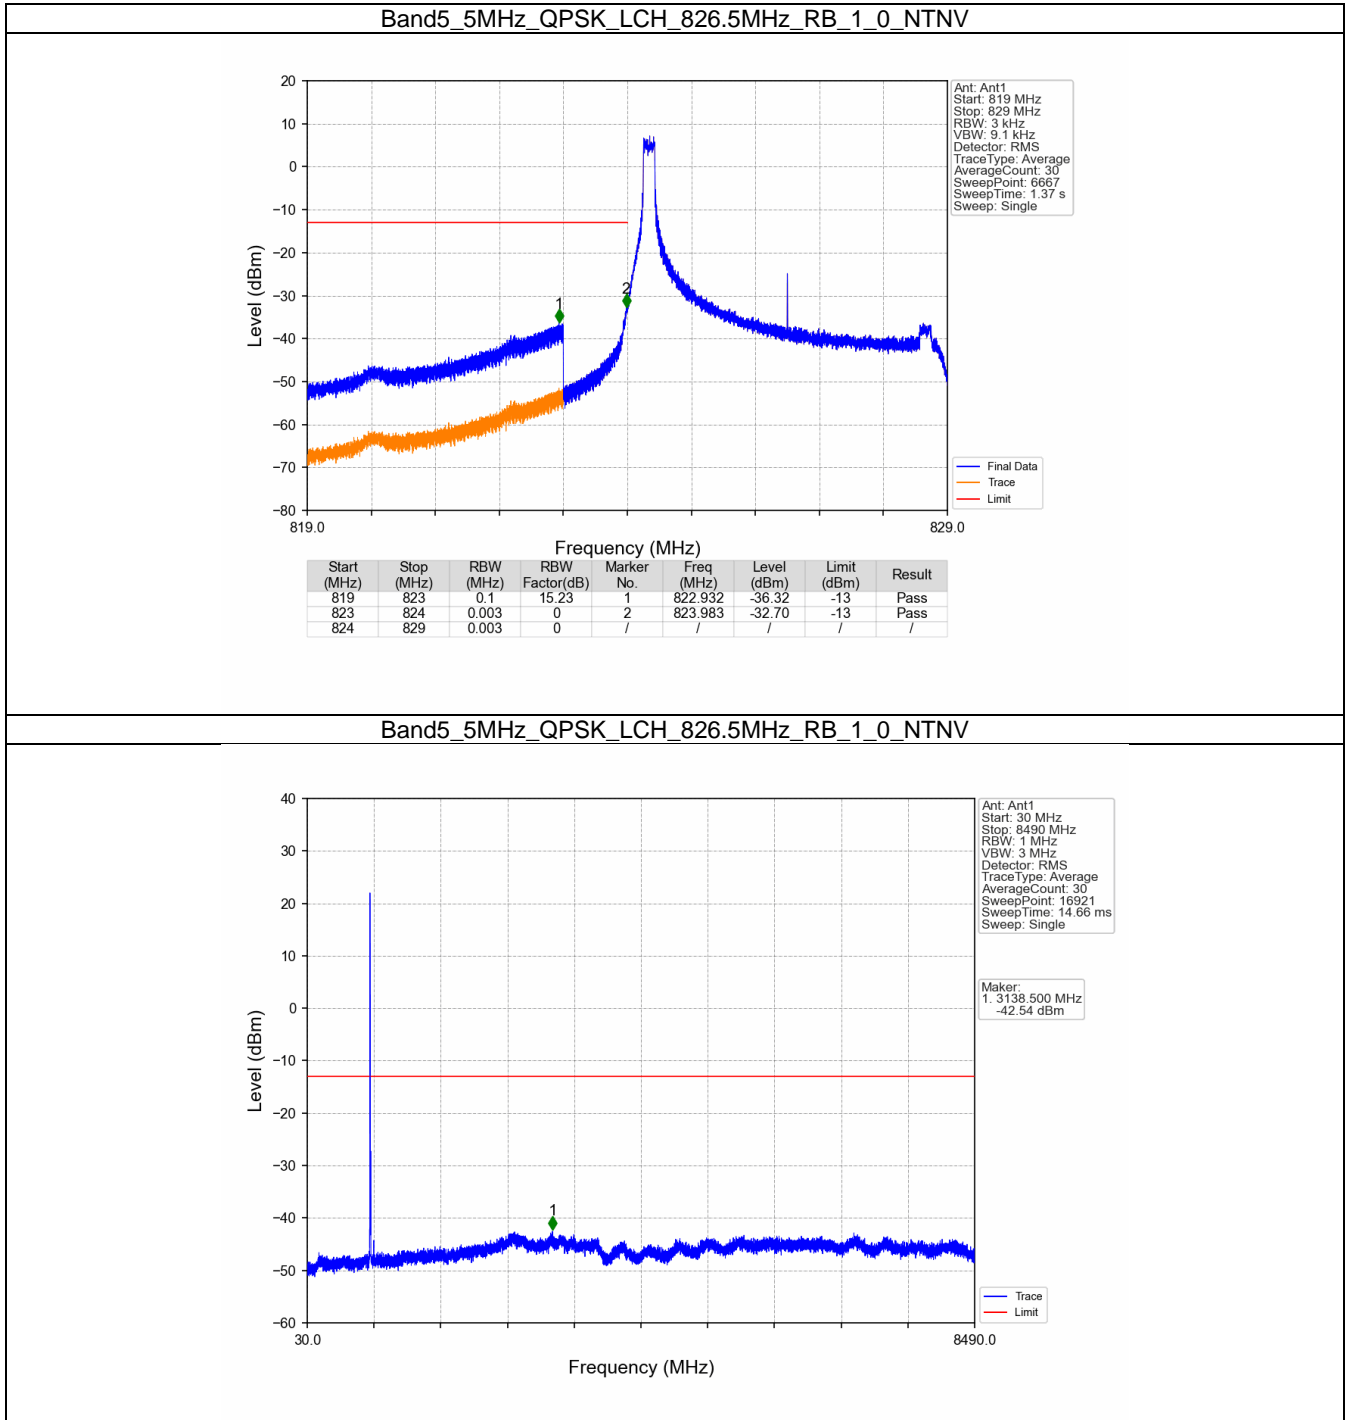 Band5_5MHz_QPSK_LCH_826.5MHz_RB_1_0_NTNV
20
10
0
−10
−20
−30
−40
−50
−60
−70
−80
Level (dBm)
1
2
819.0
829.0
Frequency (MHz)
Ant: Ant1
Start: 819 MHz
Stop: 829 MHz
RBW: 3 kHz
VBW: 9.1 kHz
Detector: RMS
TraceType: Average
AverageCount: 30
SweepPoint: 6667
SweepTime: 1.37 s
Sweep: Single
Final Data
Trace
Limit
Start (MHz) Stop (MHz) RBW (MHz) RBW Factor(dB) Marker No. Freq (MHz) Level (dBm) Limit (dBm) Result
819 823 0.1 15.23 1 822.932 -36.32 -13 Pass
823 824 0.003 0 2 823.983 -32.70 -13 Pass
824 829 0.003 0 / / / / /
Band5_5MHz_QPSK_LCH_826.5MHz_RB_1_0_NTNV
40
30
20
10
0
−10
−20
−30
−40
−50
−60
Level (dBm)
1
30.0
8490.0
Frequency (MHz)
Ant: Ant1
Start: 30 MHz
Stop: 8490 MHz
RBW: 1 MHz
VBW: 3 MHz
Detector: RMS
TraceType: Average
AverageCount: 30
SweepPoint: 16921
SweepTime: 14.66 ms
Sweep: Single
Maker:
1. 3138.500 MHz
-42.54 dBm
Trace
Limit